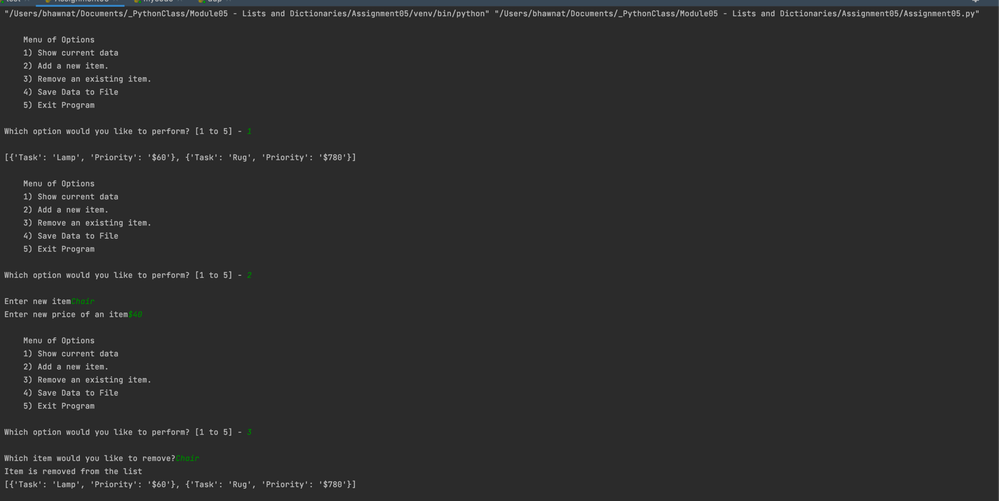 "/Users/bhawnat/Documents/_PythonClass/Module05 - Lists and Dictionaries/Assignment05/venv/bin/python" "/Users/bhawnat/Documents/_PythonClass/Module05 - Lists and Dictionaries/Assignment05/Assignment05.py"
Menu of Options
1) Show current data
2) Add a new item.
3) Remove an existing item.
4) Save Data to File
5) Exit Program
Which option would you like to perform? [1 to 5] - 1
[{'Task': 'Lamp', 'Priority': '$60'}, {'Task': 'Rug', 'Priority': '$780'}]
Menu of Options
1) Show current data
2) Add a new item.
3) Remove an existing item.
4) Save Data to File
5) Exit Program
Which option would you like to perform? [1 to 5] - 2
Enter new itemChair
Enter new price of an item$40
Menu of Options
1) Show current data
2) Add a new item.
3) Remove an existing item.
4) Save Data to File
5) Exit Program
Which option would you like to perform? [1 to 5] - 3
Which item would you like to remove?Chair
Item is removed from the list
[{'Task': 'Lamp', 'Priority': '$60'}, {'Task': 'Rug', 'Priority': '$780'}]